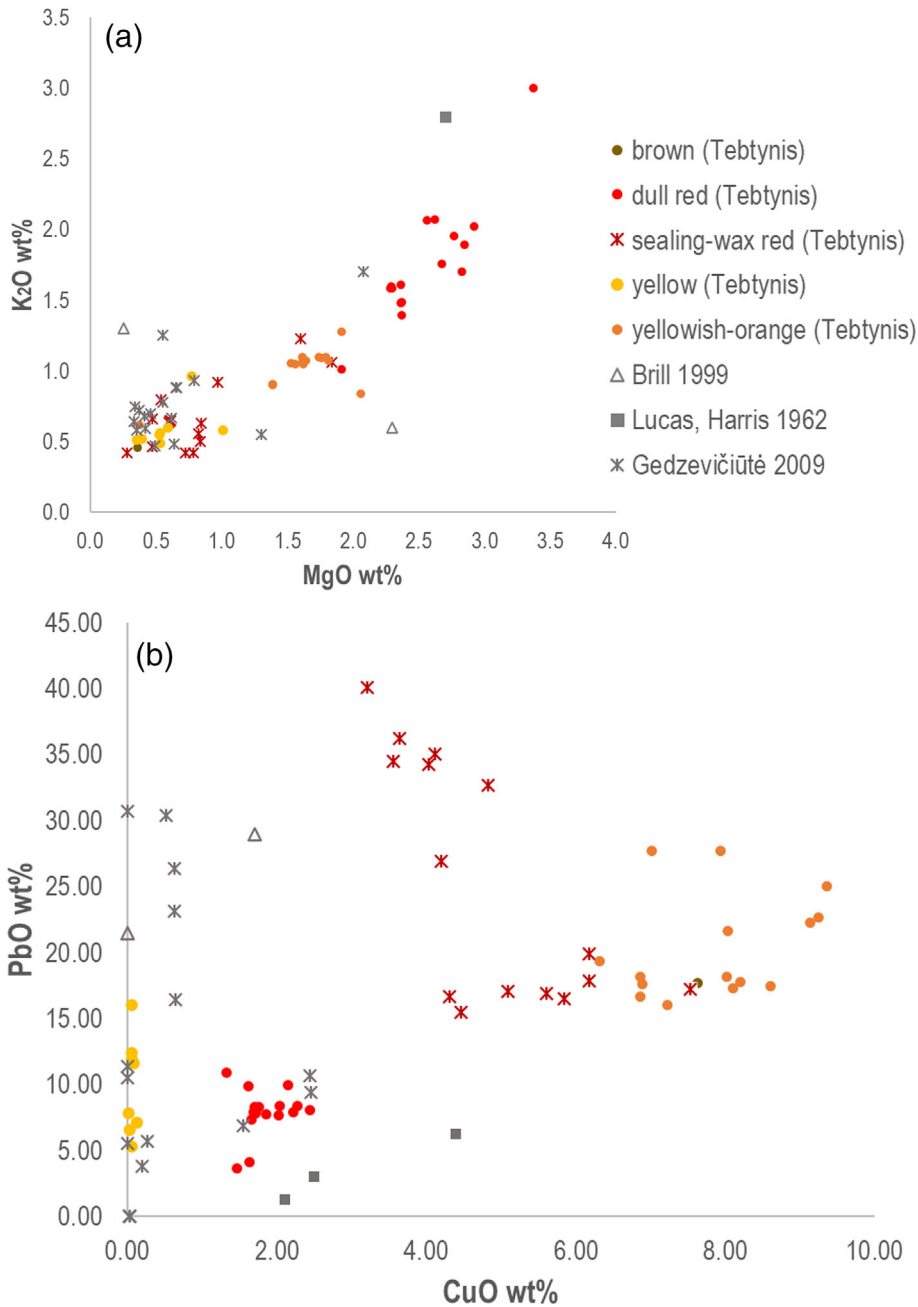 (a)
3.5
3.0
2.5
2.0
1.5
1.0
0.5
0.0
K2O wt%
0.0 0.5 1.0 1.5 2.0 2.5 3.0 3.5 4.0
MgO wt%
brown (Tebtynis)
dull red (Tebtynis)
sealing-wax red (Tebtynis)
yellow (Tebtynis)
yellowish-orange (Tebtynis)
Brill 1999
Lucas, Harris 1962
Gedzevičiūtė 2009
(b)
45.00
40.00
35.00
30.00
25.00
20.00
15.00
10.00
5.00
0.00
PbO wt%
0.00 2.00 4.00 6.00 8.00 10.00
CuO wt%